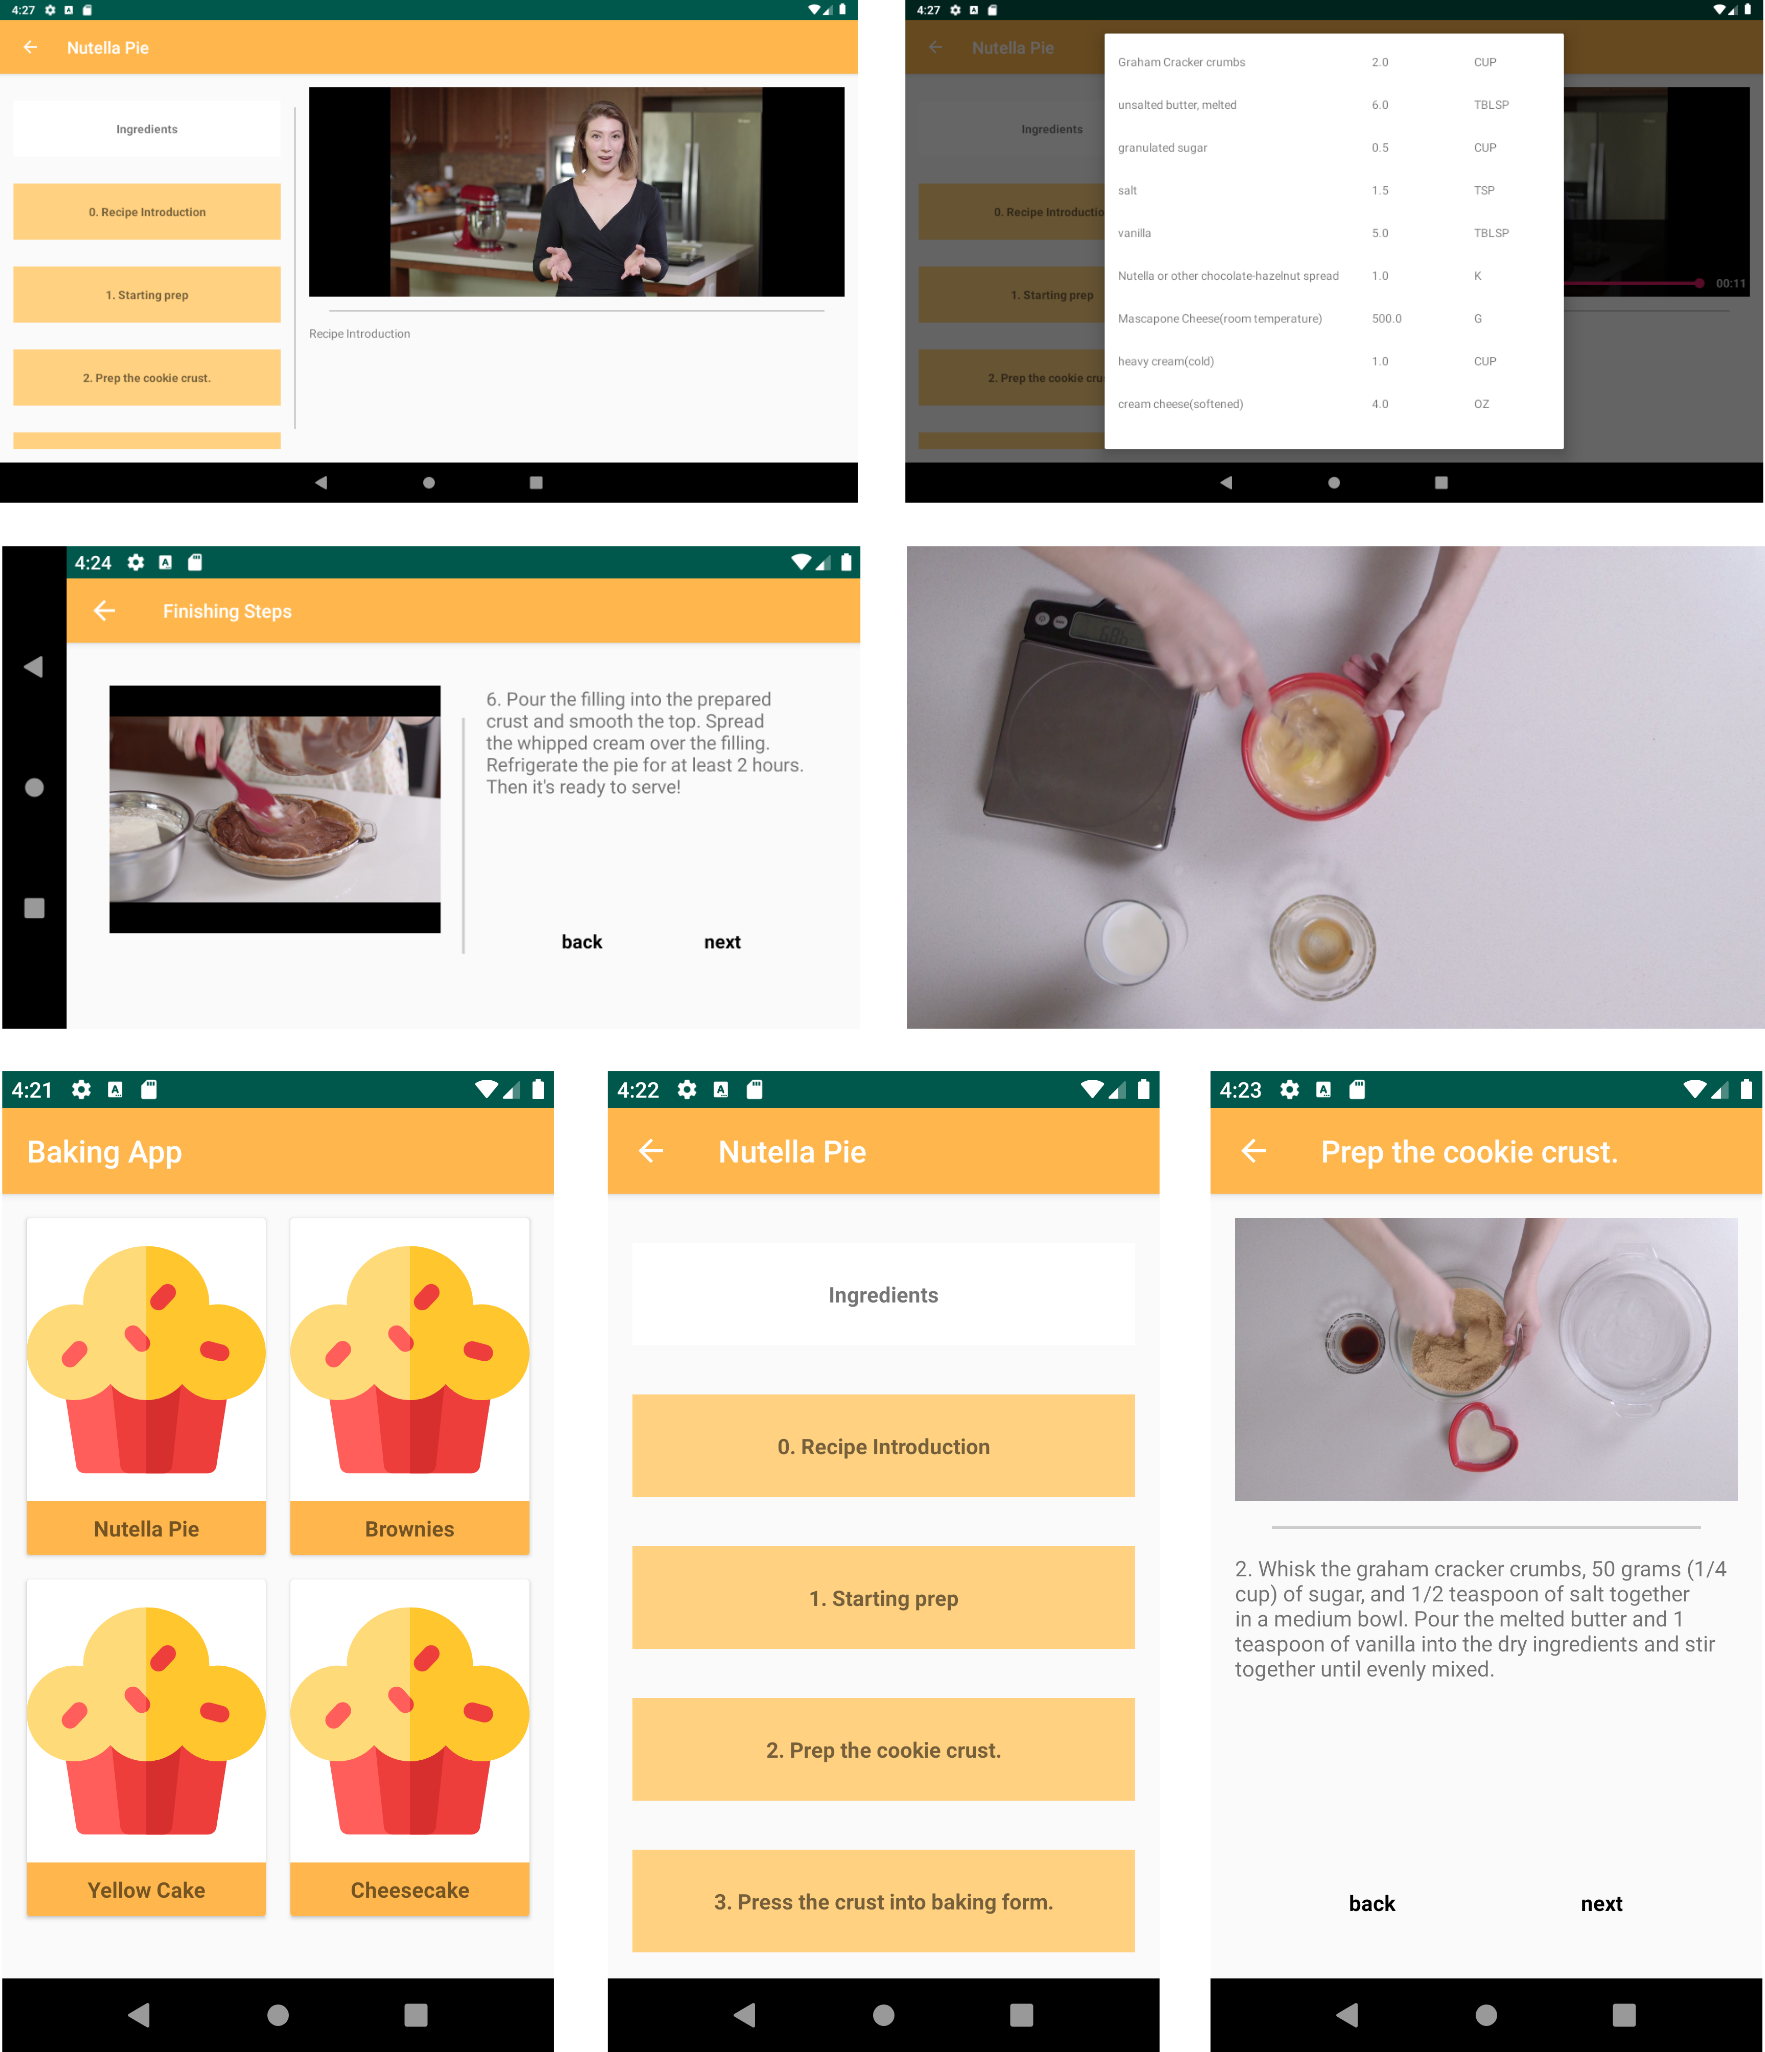 4:27
Nutella Pie
Ingredients
0. Recipe Introduction
1. Starting prep
2. Prep the cookie crust.
Recipe Introduction
4:27
Nutella Pie
Ingredients
0. Recipe Introductio
1. Starting prep
2. Prep the cookie cru
Graham Cracker crumbs 2.0 CUP
unsalted butter, melted 6.0 TBLSP
granulated sugar 0.5 CUP
salt 1.5 TSP
vanilla 5.0 TBLSP
Nutella or other chocolate-hazelnut spread 1.0 K
Mascapone Cheese(room temperature) 500.0 G
heavy cream(cold) 1.0 CUP
cream cheese(softened) 4.0 OZ
00:11
4:24
Finishing Steps
6. Pour the filling into the prepared
crust and smooth the top. Spread
the whipped cream over the filling.
Refrigerate the pie for at least 2 hours.
Then it's ready to serve!
back next
4:21
Baking App
Nutella Pie
Brownies
Yellow Cake
Cheesecake
4:22
Nutella Pie
Ingredients
0. Recipe Introduction
1. Starting prep
2. Prep the cookie crust.
3. Press the crust into baking form.
4:23
Prep the cookie crust.
2. Whisk the graham cracker crumbs, 50 grams (1/4
cup) of sugar, and 1/2 teaspoon of salt together
in a medium bowl. Pour the melted butter and 1
teaspoon of vanilla into the dry ingredients and stir
together until evenly mixed.
back next